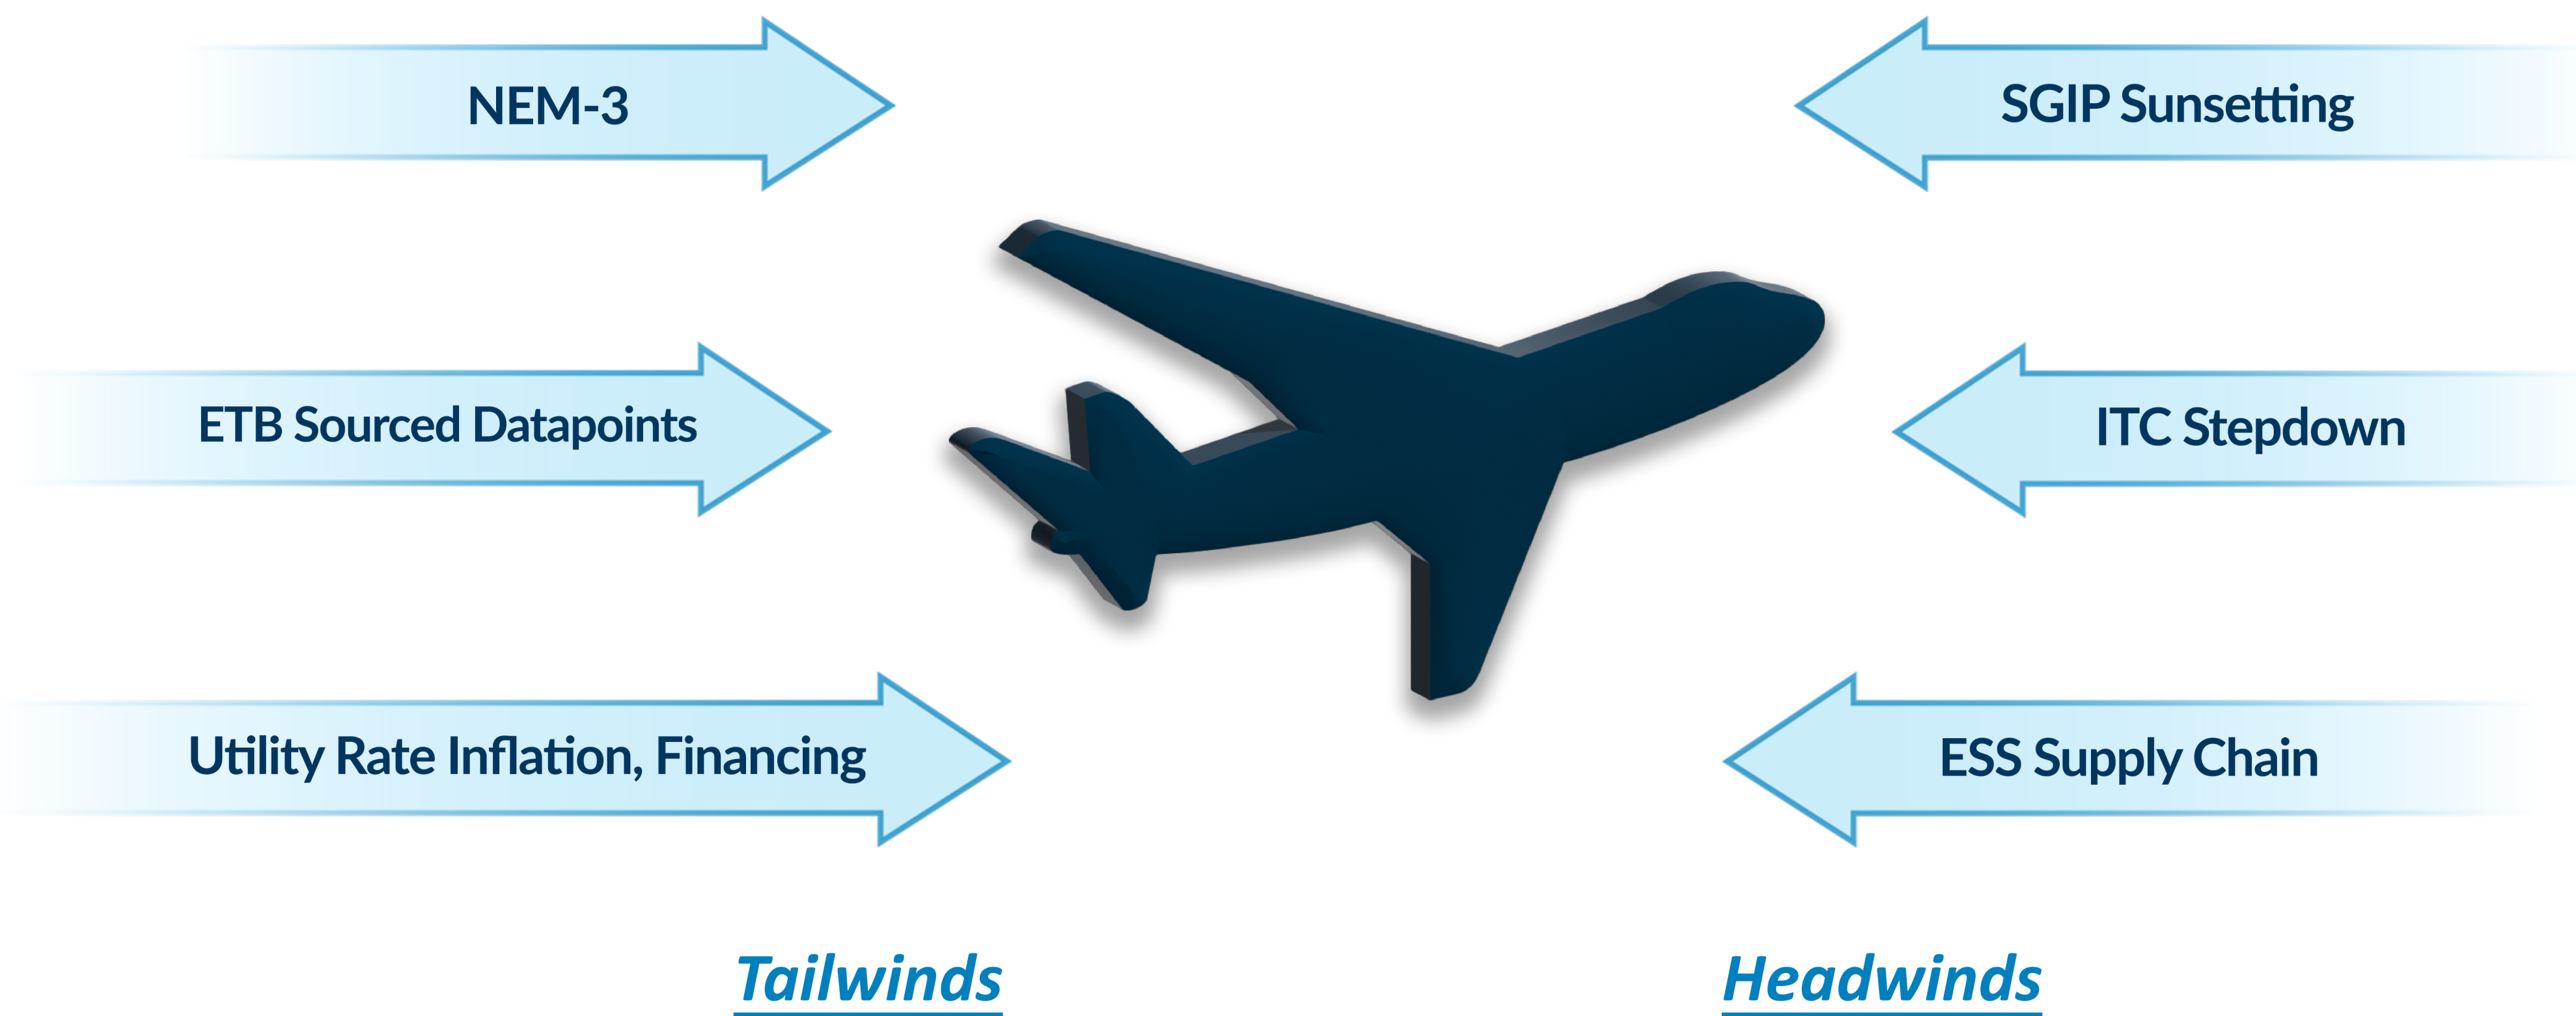 NEM-3
SGIP Sunsetting
ETB Sourced Datapoints
ITC Stepdown
Utility Rate Inflation, Financing
ESS Supply Chain
Tailwinds
Headwinds